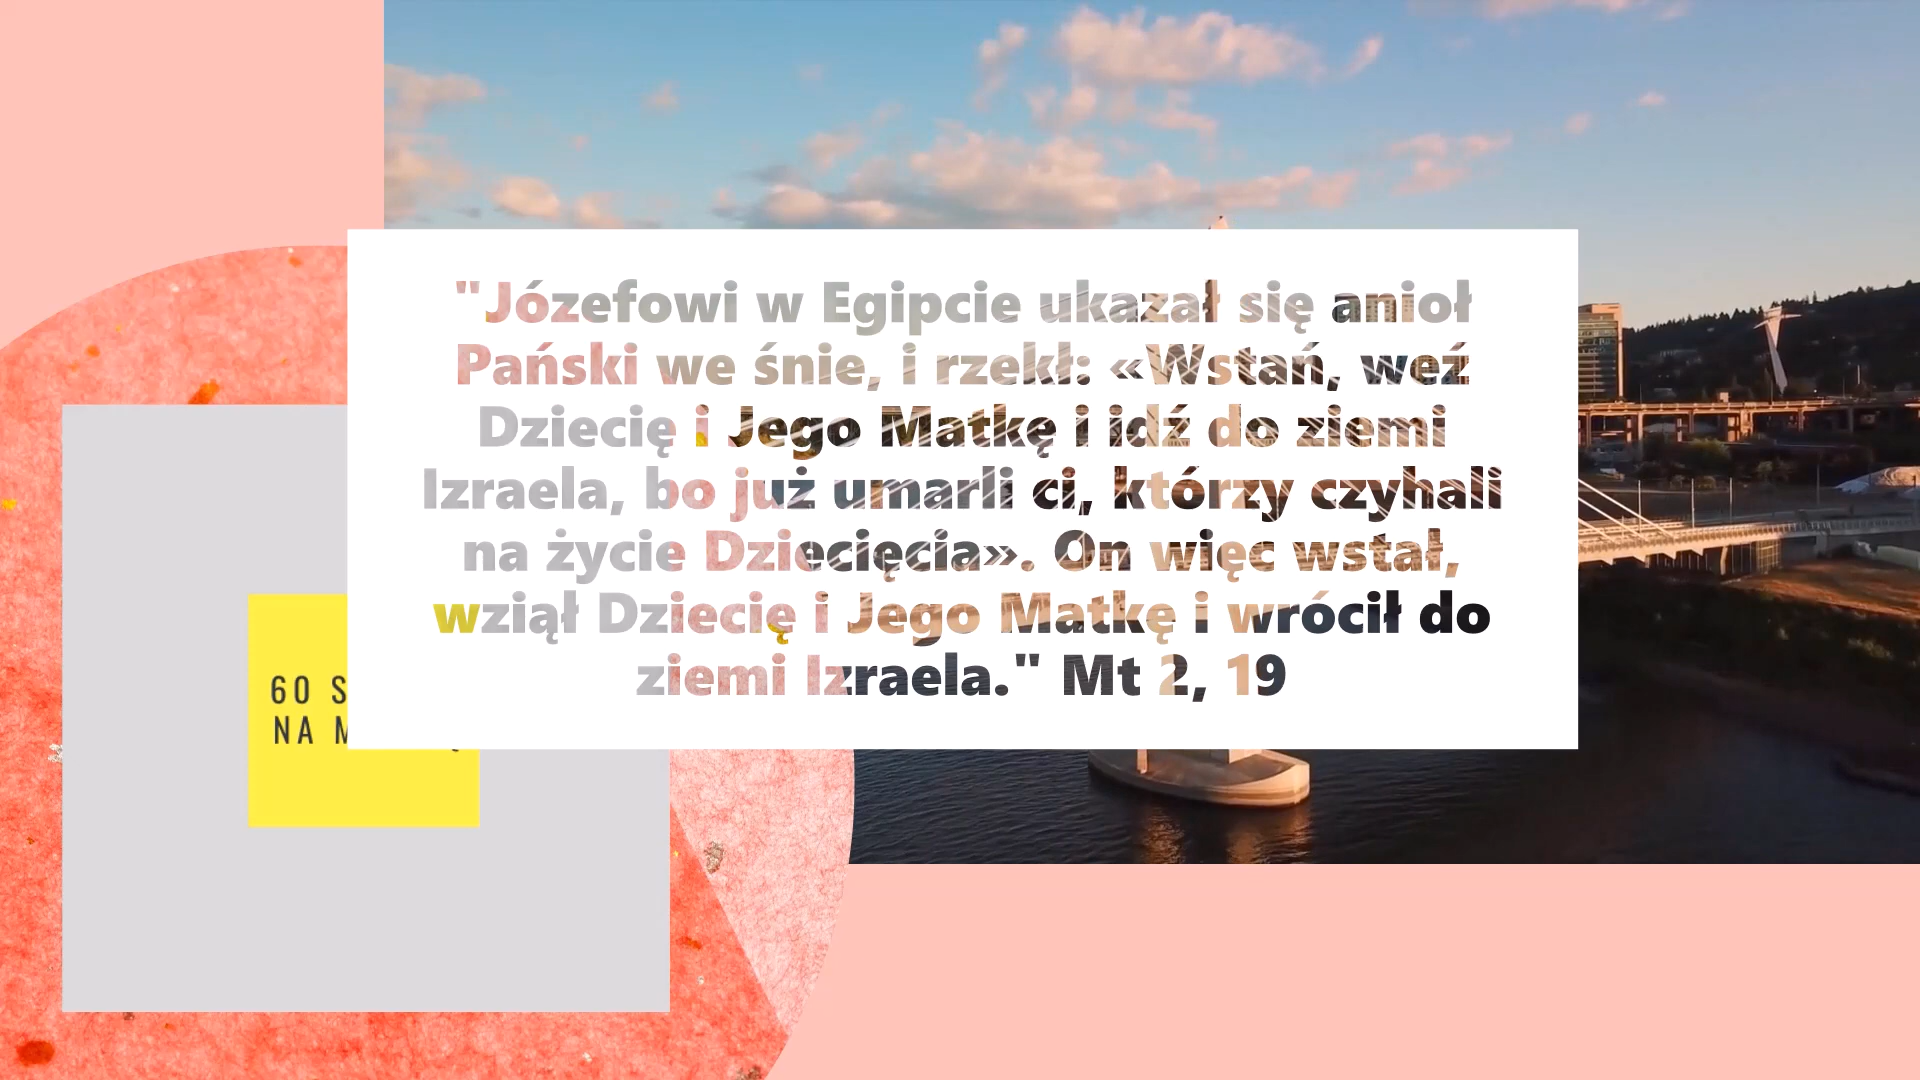 "Józefowi w Egipcie ukazał się anioł
Pański we śnie, i rzekł: «Wstań, weź
Dziecię i Jego Matkę i idź do ziemi
Izraela, bo już umarli ci, którzy czyhali
na życie Dziecięcia». On więc wstał,
wziął Dziecię i Jego Matkę i wrócił do
ziemi Izraela." Mt 2, 19
60 S
NA M